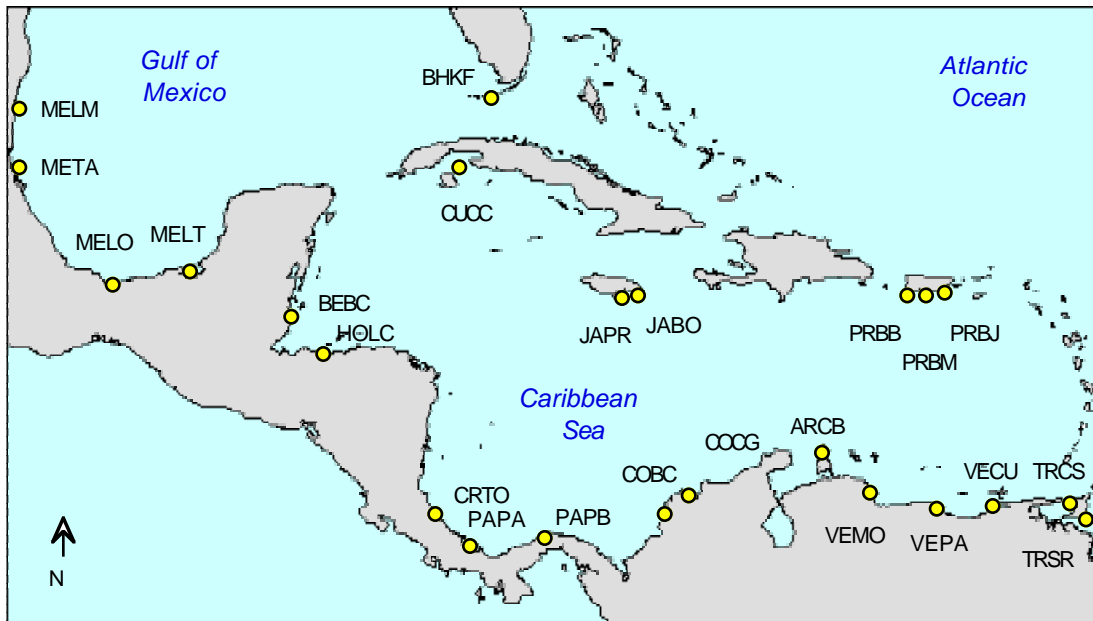 Gulf of
Mexico
BHKF
Atlantic
Ocean
MELM
META
CUCC
MELO
MELT
BEBC
HOLC
JAPR
JABO
PRBB
PRBJ
PRBM
Caribbean
Sea
ARCB
COCG
COBC
VECU
TRCS
CRTO
PAPA
PAPB
VEMO
VEPA
TRSR
N